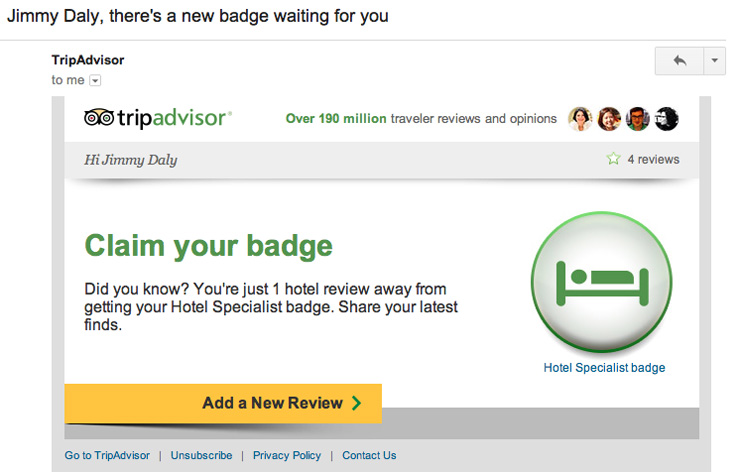 Jimmy Daly, there's a new badge waiting for you
TripAdvisor
to me
tripadvisor®
Over 190 million traveler reviews and opinions
Hi Jimmy Daly
4 reviews
Claim your badge
Did you know? You're just 1 hotel review away from
getting your Hotel Specialist badge. Share your latest
finds.
Hotel Specialist badge
Add a New Review
Go to TripAdvisor | Unsubscribe | Privacy Policy | Contact Us